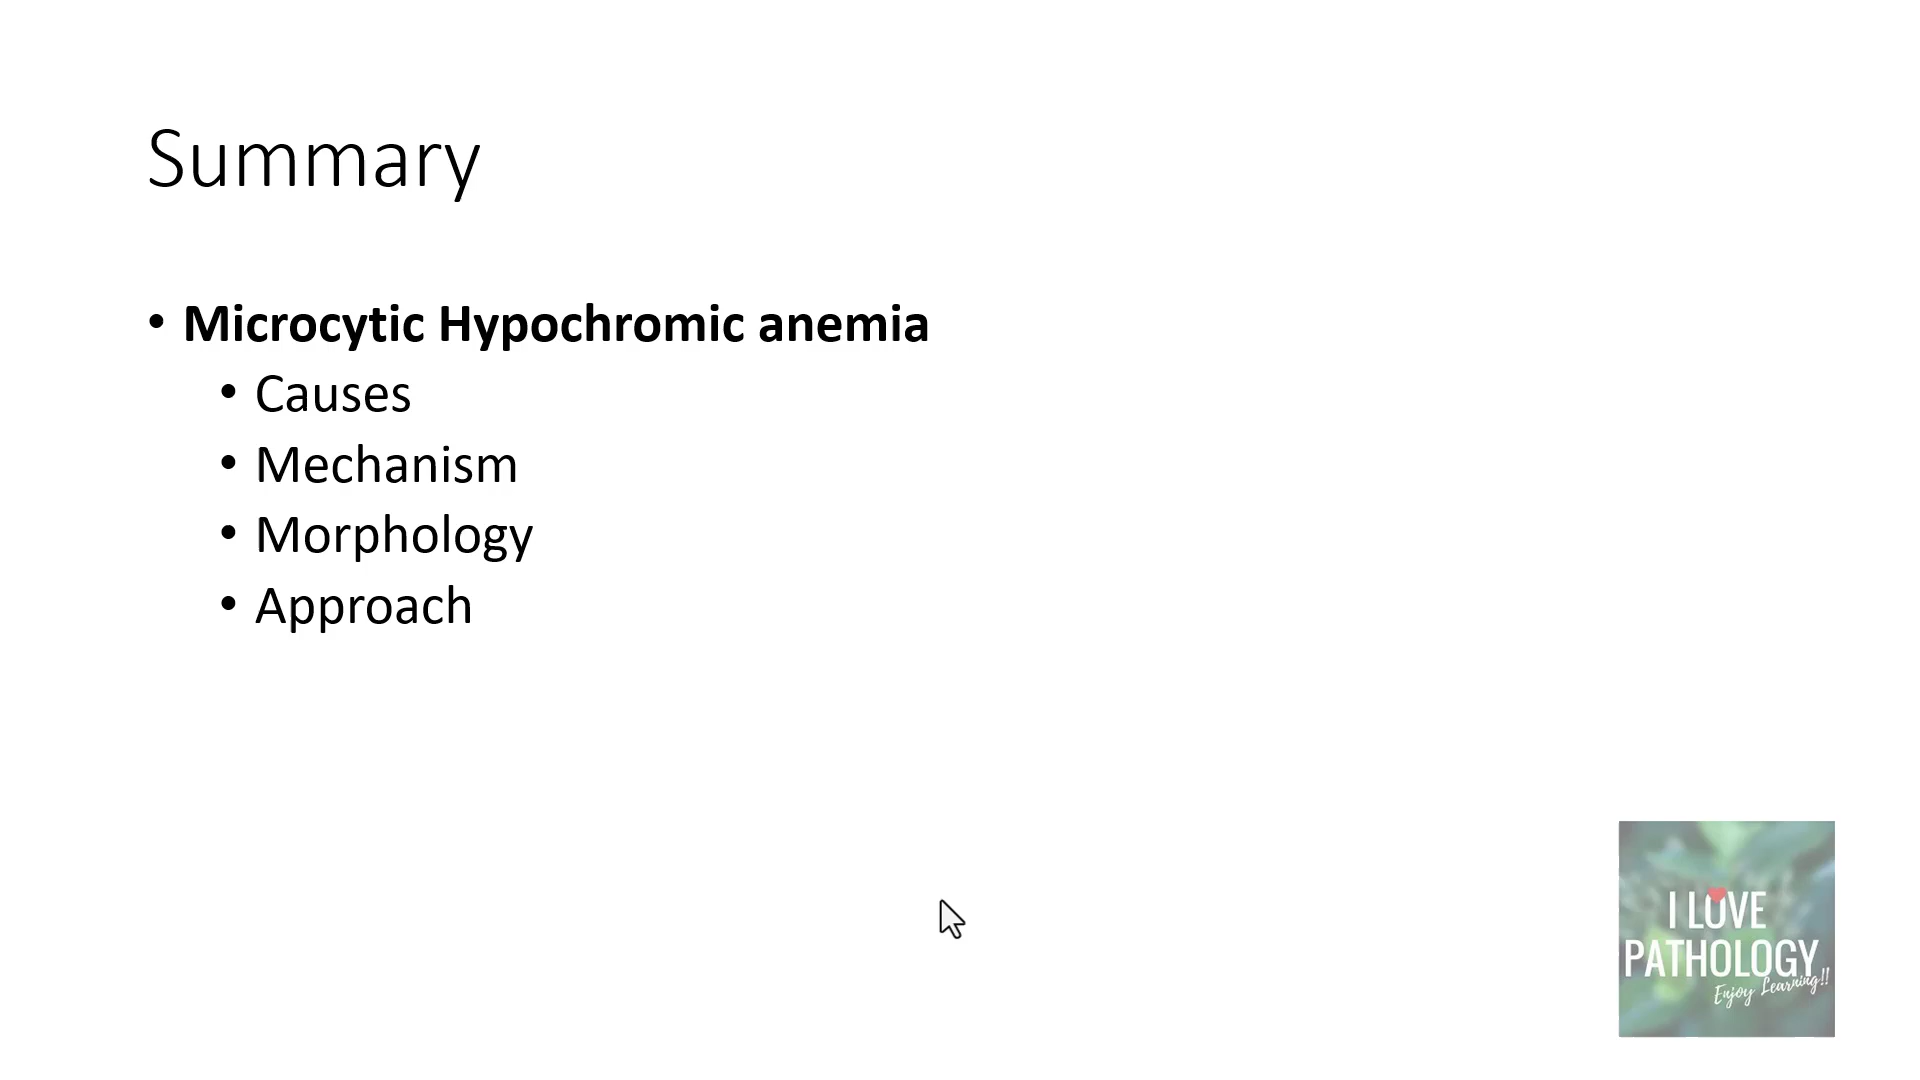 Summary
• Microcytic Hypochromic anemia
• Causes
• Mechanism
• Morphology
• Approach
I LOVE
PATHOLOGY
Enjoy Learning!!